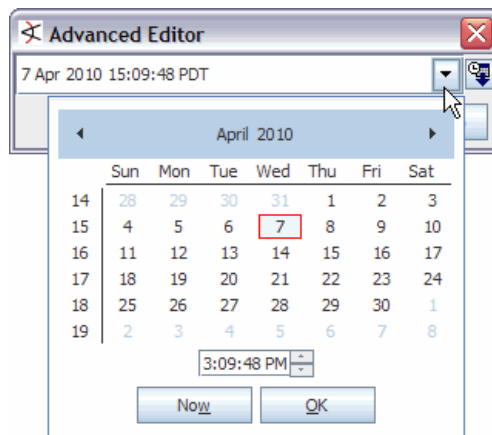 Advanced Editor
7 Apr 2010 15:09:48 PDT
April 2010
Sun Mon Tue Wed Thu Fri Sat
14 28 29 30 31 1 2 3
15 4 5 6 7 8 9 10
16 11 12 13 14 15 16 17
17 18 19 20 21 22 23 24
18 25 26 27 28 29 30 1
19 2 3 4 5 6 7 8
3:09:48 PM
Now OK